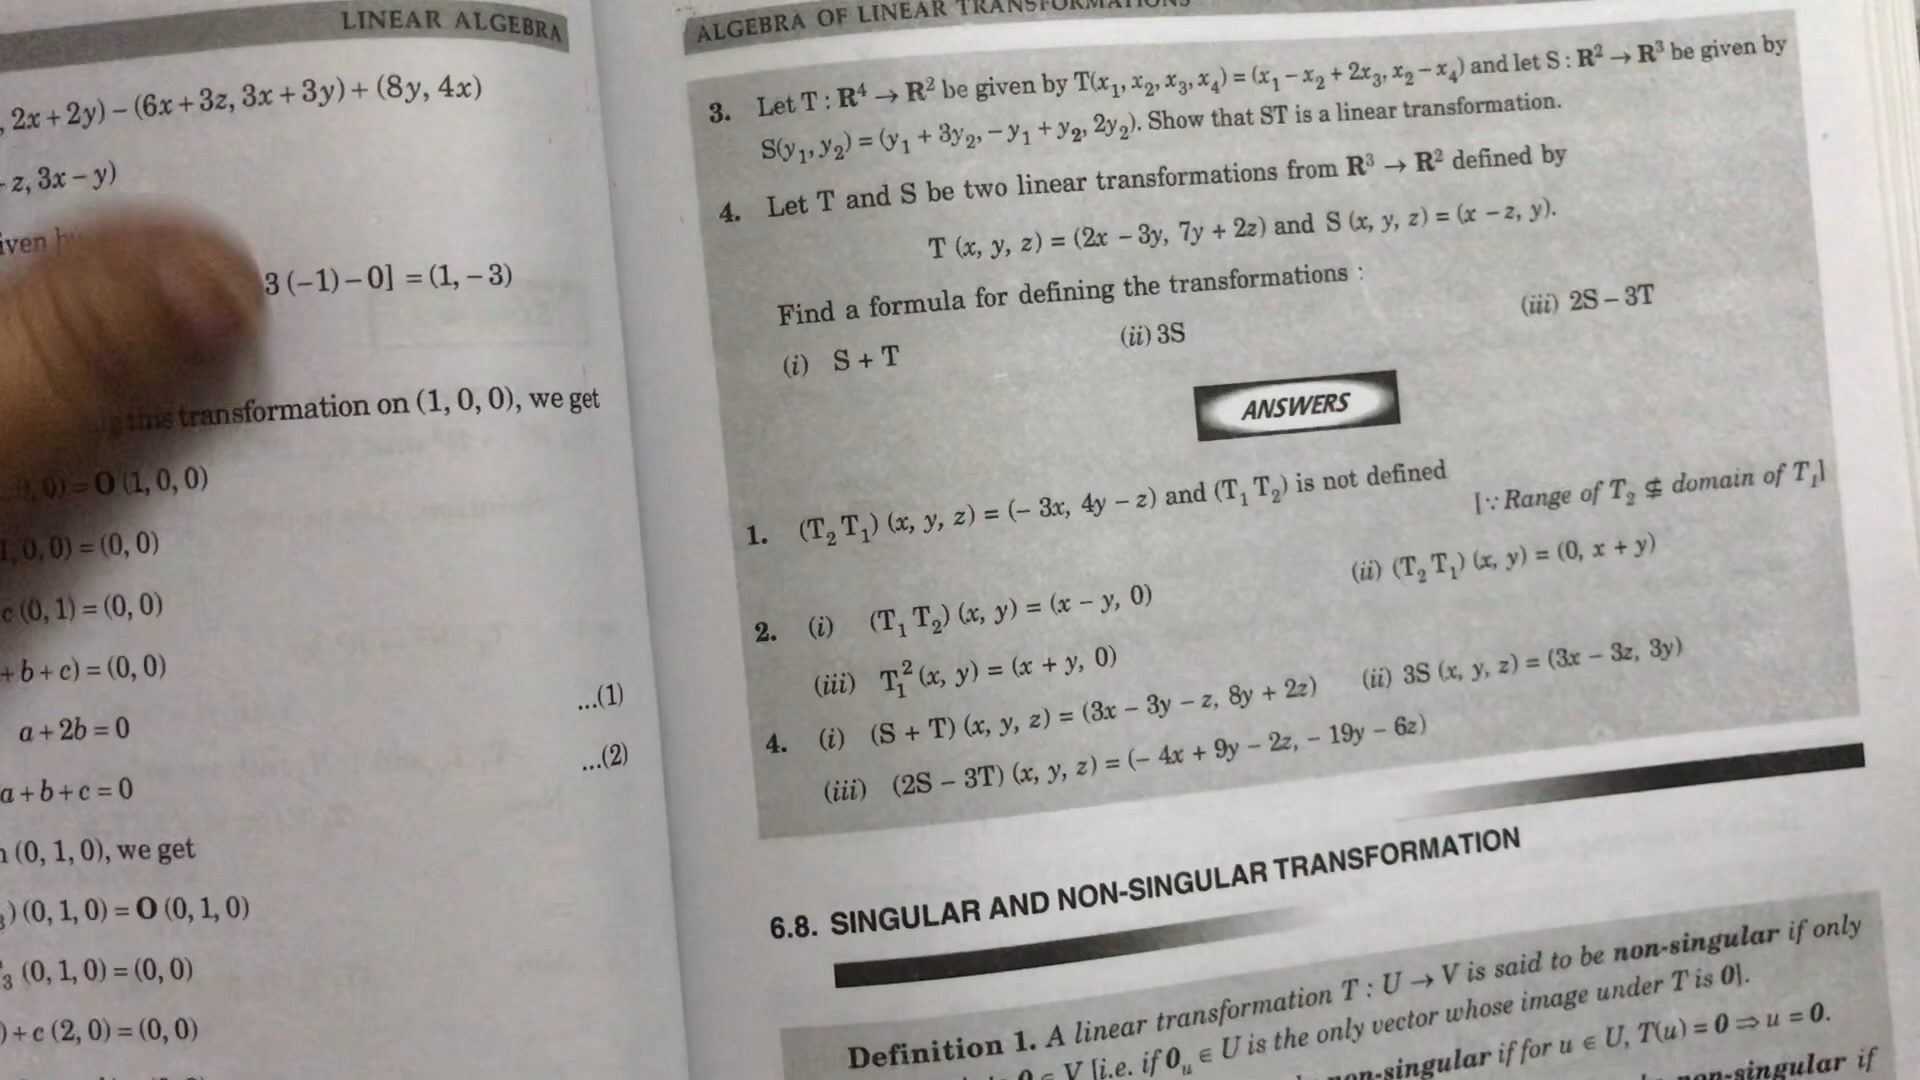 LINEAR ALGEBRA
, 2x + 2y) – (6x + 3z, 3x + 3y) + (8y, 4x)
z, 3x – y)
3 (–1) – 0] = (1, – 3)
this transformation on (1, 0, 0), we get
0) = O (1, 0, 0)
1, 0, 0) = (0, 0)
c (0, 1) = (0, 0)
+ b + c) = (0, 0)
a + 2b = 0 ...(1)
a + b + c = 0 ...(2)
(0, 1, 0), we get
) (0, 1, 0) = O (0, 1, 0)
3 (0, 1, 0) = (0, 0)
) + c (2, 0) = (0, 0)
ALGEBRA OF LINEAR TRANSFORMATIONS
3. Let T : R⁴ → R² be given by T(x₁, x₂, x₃, x₄) = (x₁ – x₂ + 2x₃, x₂ – x₄) and let S : R² → R³ be given by
S(y₁, y₂) = (y₁ + 3y₂, – y₁ + y₂, 2y₂). Show that ST is a linear transformation.
4. Let T and S be two linear transformations from R³ → R² defined by
T (x, y, z) = (2x – 3y, 7y + 2z) and S (x, y, z) = (x – z, y).
Find a formula for defining the transformations :
(i) S + T (ii) 3S (iii) 2S – 3T
ANSWERS
1. (T₂ T₁) (x, y, z) = (– 3x, 4y – z) and (T₁ T₂) is not defined
[∵ Range of T₂ ⊈ domain of T₁]
2. (i) (T₁ T₂) (x, y) = (x – y, 0) (ii) (T₂ T₁) (x, y) = (0, x + y)
(iii) T₁² (x, y) = (x + y, 0)
4. (i) (S + T) (x, y, z) = (3x – 3y – z, 8y + 2z) (ii) 3S (x, y, z) = (3x – 3z, 3y)
(iii) (2S – 3T) (x, y, z) = (– 4x + 9y – 2z, – 19y – 6z)
6.8. SINGULAR AND NON-SINGULAR TRANSFORMATION
Definition 1. A linear transformation T : U → V is said to be non-singular if only
V [i.e. if 0ᵤ ∈ U is the only vector whose image under T is 0].
non-singular if for u ∈ U, T(u) = 0 ⇒ u = 0.
non-singular if